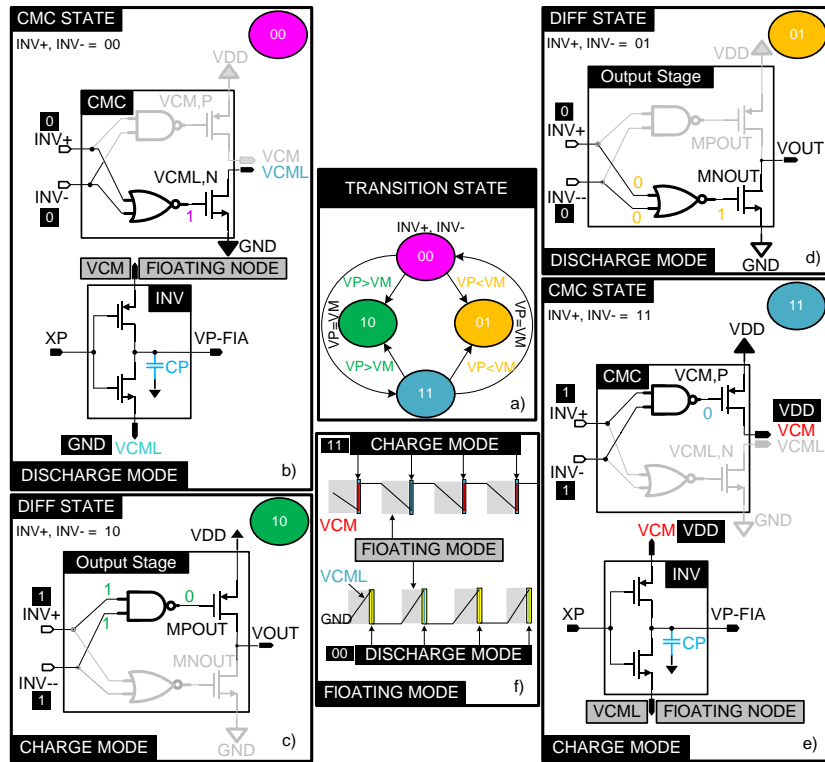 CMC STATE
INV+, INV- = 00
00
VDD
CMC
VCM,P
0
INV+
VCM
VCML,N
VCML
INV-
0
1
GND
VCM
FIOATING NODE
INV
XP
VP-FIA
CP
GND
VCML
DISCHARGE MODE
b)
DIFF STATE
INV+, INV- = 10
10
VDD
Output Stage
1
0
1
INV+
1
MPOUT
VOUT
MNOUT
INV--
1
GND
CHARGE MODE
c)
TRANSITION STATE
INV+, INV-
00
VP>VM
VP<VM
VP=VM
VP=VM
10
01
VP>VM
VP<VM
11
a)
11
CHARGE MODE
VCM
FIOATING MODE
VCML
GND
00
DISCHARGE MODE
FIOATING MODE
f)
DIFF STATE
INV+, INV- = 01
01
VDD
Output Stage
0
INV+
MPOUT
VOUT
0
MNOUT
INV--
0
0
1
GND
DISCHARGE MODE
d)
CMC STATE
INV+, INV- = 11
11
VDD
CMC
VCM,P
1
INV+
0
VDD
VCM
VCML,N
VCML
INV-
1
GND
VCM
VDD
INV
XP
VP-FIA
CP
VCML
FIOATING NODE
CHARGE MODE
e)